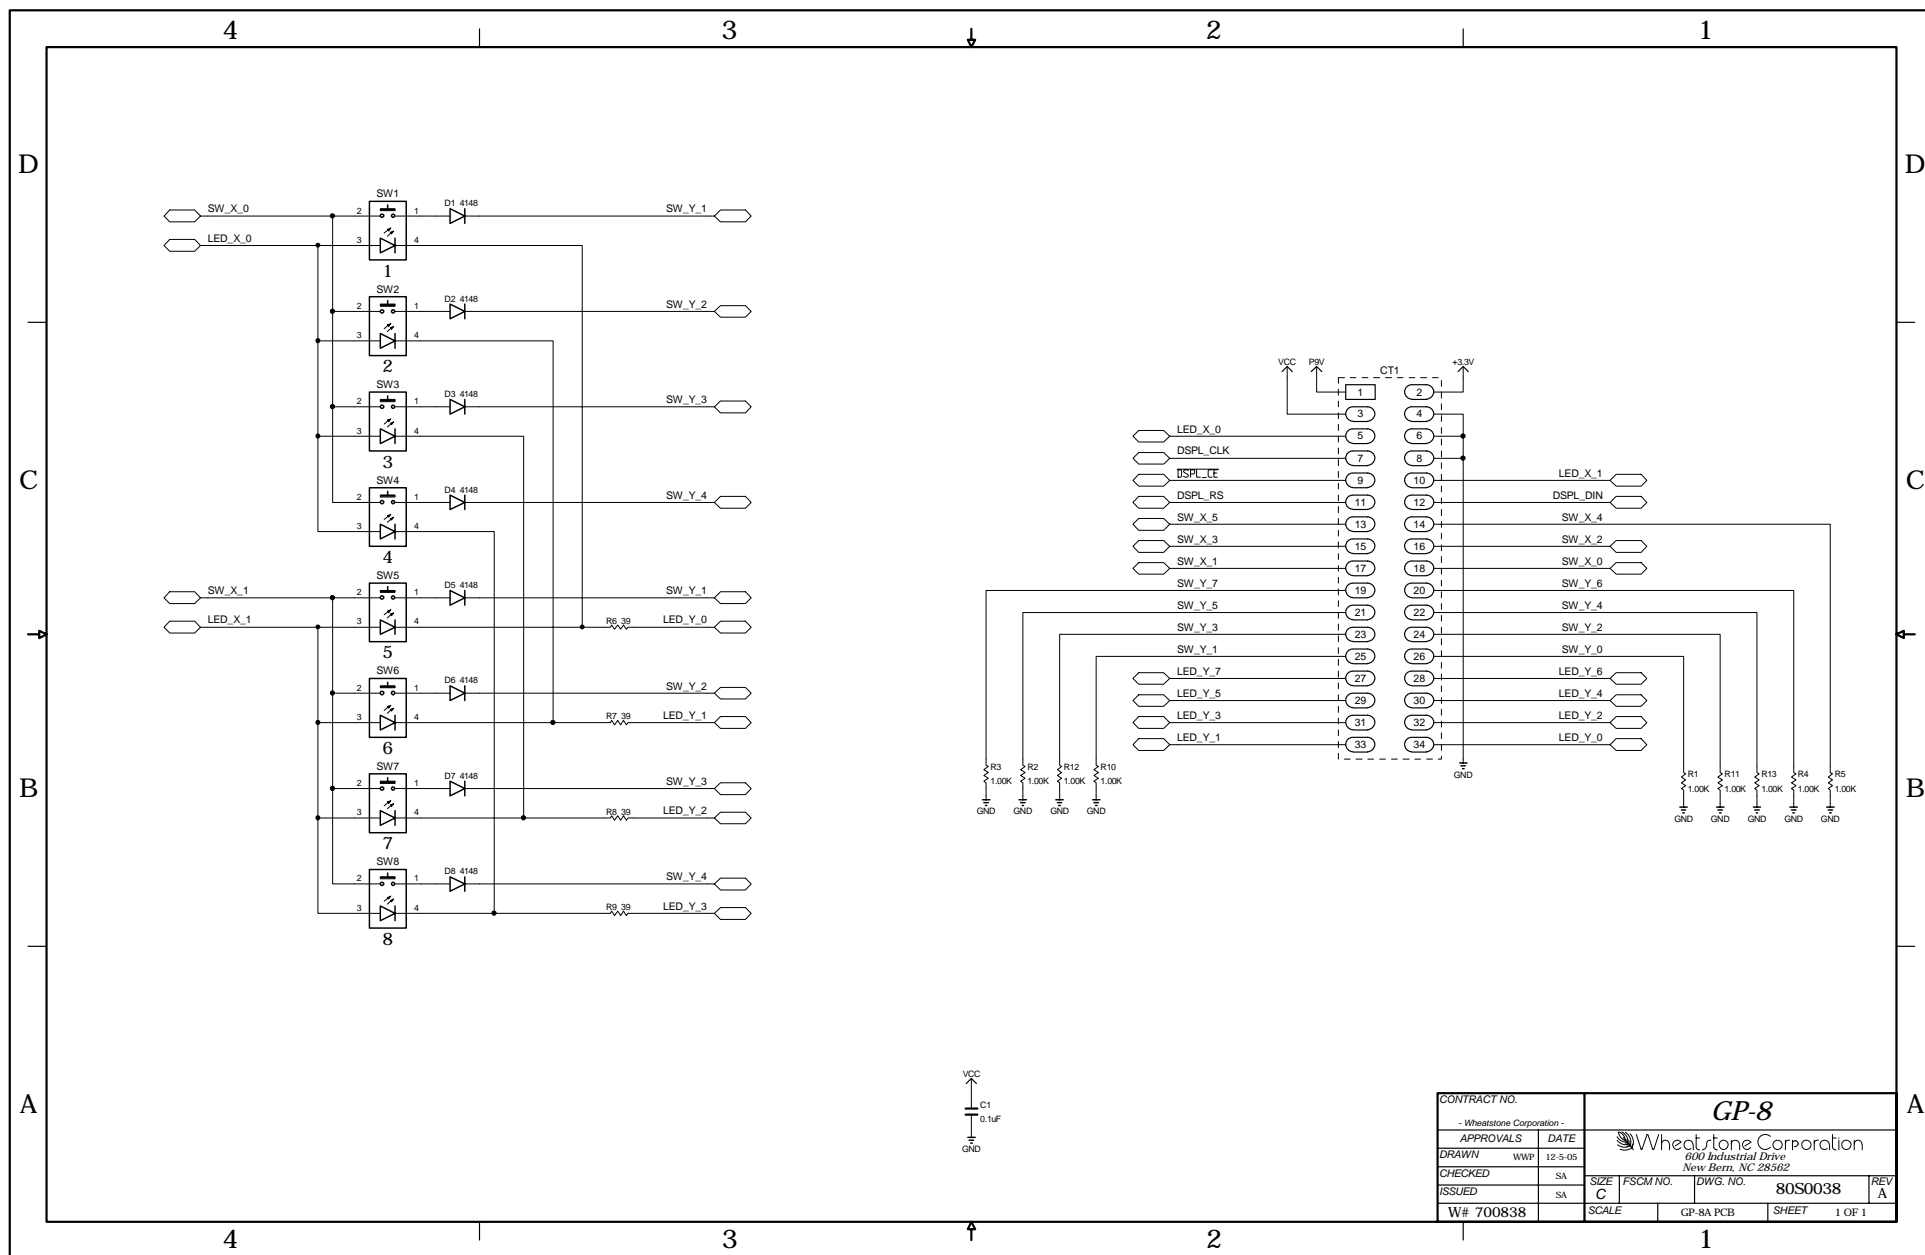 4 3 2 1
D D
C C
B B
A A
SW1
SW_X_0 2 1 D1 4148 SW_Y_1
LED_X_0 3 4
1
SW2
2 1 D2 4148 SW_Y_2
3 4
2
SW3
2 1 D3 4148 SW_Y_3
3 4
3
SW4
2 1 D4 4148 SW_Y_4
3 4
4
SW5
SW_X_1 2 1 D5 4148 SW_Y_1
LED_X_1 3 4 R6 39 LED_Y_0
5
SW6
2 1 D6 4148 SW_Y_2
3 4 R7 39 LED_Y_1
6
SW7
2 1 D7 4148 SW_Y_3
3 4 R8 39 LED_Y_2
7
SW8
2 1 D8 4148 SW_Y_4
3 4 R9 39 LED_Y_3
8
VCC P9V +3.3V
CT1
1 2
3 4
LED_X_0 5 6
DSPL_CLK 7 8
DSPL_CE 9 10 LED_X_1
DSPL_RS 11 12 DSPL_DIN
SW_X_5 13 14 SW_X_4
SW_X_3 15 16 SW_X_2
SW_X_1 17 18 SW_X_0
SW_Y_7 19 20 SW_Y_6
SW_Y_5 21 22 SW_Y_4
SW_Y_3 23 24 SW_Y_2
SW_Y_1 25 26 SW_Y_0
LED_Y_7 27 28 LED_Y_6
LED_Y_5 29 30 LED_Y_4
LED_Y_3 31 32 LED_Y_2
LED_Y_1 33 34 LED_Y_0
R3 R2 R12 R10
1.00K 1.00K 1.00K 1.00K
GND GND GND GND
GND
R1 R11 R13 R4 R5
1.00K 1.00K 1.00K 1.00K 1.00K
GND GND GND GND GND
VCC
C1
0.1uF
GND
CONTRACT NO.
- Wheatstone Corporation -
APPROVALS DATE
DRAWN WWP 12-5-05
CHECKED SA
ISSUED SA
W# 700838
GP-8
Wheatstone Corporation
600 Industrial Drive
New Bern, NC 28562
SIZE C FSCM NO. DWG. NO. 80S0038 REV A
SCALE GP-8A PCB SHEET 1 OF 1
4 3 2 1